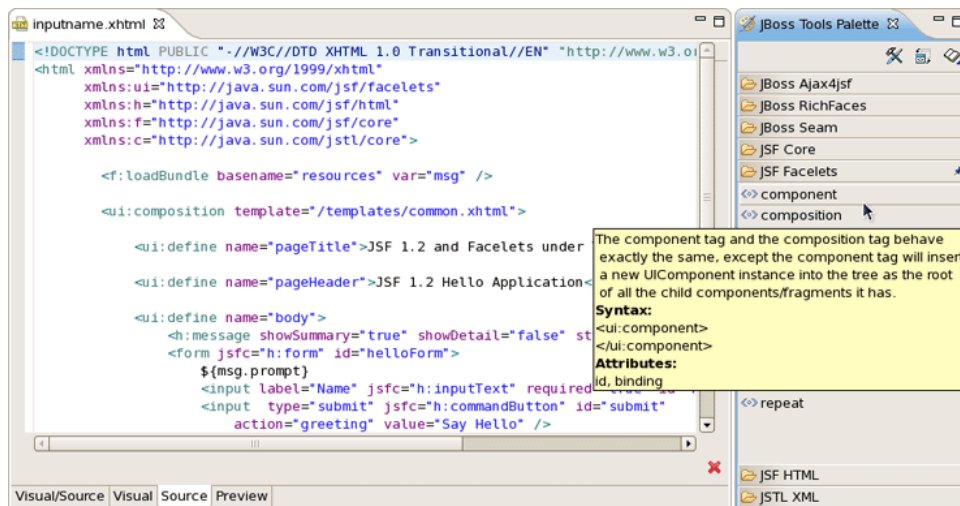 inputname.xhtml
<!DOCTYPE html PUBLIC "-//W3C//DTD XHTML 1.0 Transitional//EN" "http://www.w3.or
<html xmlns="http://www.w3.org/1999/xhtml"
xmlns:ui="http://java.sun.com/jsf/facelets"
xmlns:h="http://java.sun.com/jsf/html"
xmlns:f="http://java.sun.com/jsf/core"
xmlns:c="http://java.sun.com/jstl/core">
<f:loadBundle basename="resources" var="msg" />
<ui:composition template="/templates/common.xhtml">
<ui:define name="pageTitle">JSF 1.2 and Facelets under
<ui:define name="pageHeader">JSF 1.2 Hello Application<
<ui:define name="body">
<h:message showSummary="true" showDetail="false" st
<form jsfc="h:form" id="helloForm">
${msg.prompt}
<input label="Name" jsfc="h:inputText" required
<input  type="submit" jsfc="h:commandButton" id="submit"
action="greeting" value="Say Hello" />
Visual/Source Visual Source Preview
JBoss Tools Palette
JBoss Ajax4jsf
JBoss RichFaces
JBoss Seam
JSF Core
JSF Facelets
component
composition
The component tag and the composition tag behave
exactly the same, except the component tag will inser
a new UIComponent instance into the tree as the root
of all the child components/fragments it has.
Syntax:
<ui:component>
</ui:component>
Attributes:
id, binding
repeat
JSF HTML
JSTL XML